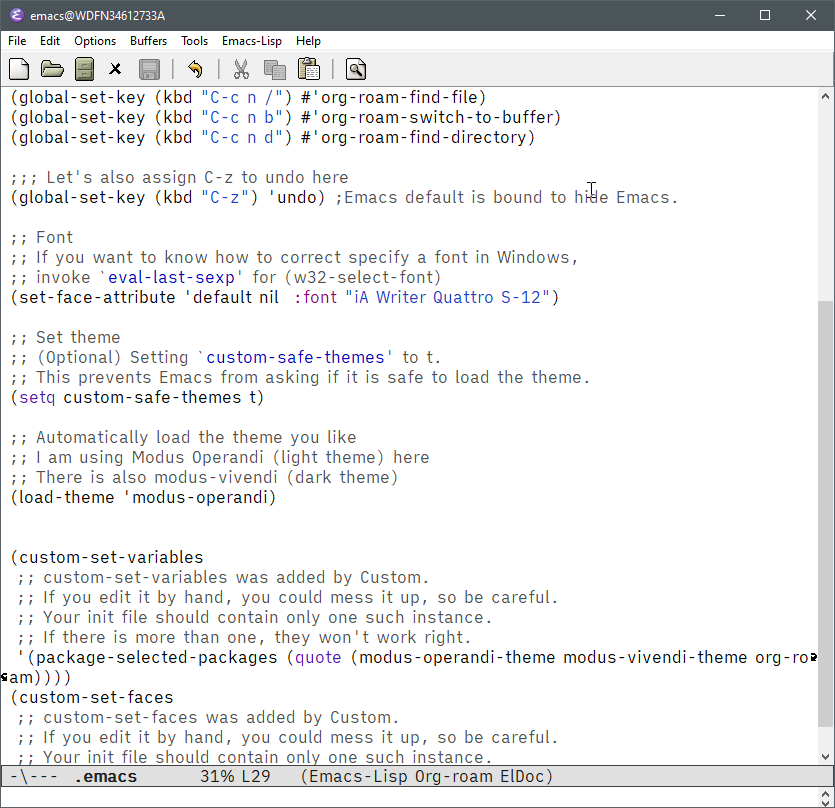 emacs@WDFN34612733A
File Edit Options Buffers Tools Emacs-Lisp Help
(global-set-key (kbd "C-c n /") #'org-roam-find-file)
(global-set-key (kbd "C-c n b") #'org-roam-switch-to-buffer)
(global-set-key (kbd "C-c n d") #'org-roam-find-directory)
;;; Let's also assign C-z to undo here
(global-set-key (kbd "C-z") 'undo) ;Emacs default is bound to hide Emacs.
;; Font
;; If you want to know how to correct specify a font in Windows,
;; invoke `eval-last-sexp' for (w32-select-font)
(set-face-attribute 'default nil :font "iA Writer Quattro S-12")
;; Set theme
;; (Optional) Setting `custom-safe-themes' to t.
;; This prevents Emacs from asking if it is safe to load the theme.
(setq custom-safe-themes t)
;; Automatically load the theme you like
;; I am using Modus Operandi (light theme) here
;; There is also modus-vivendi (dark theme)
(load-theme 'modus-operandi)
(custom-set-variables
;; custom-set-variables was added by Custom.
;; If you edit it by hand, you could mess it up, so be careful.
;; Your init file should contain only one such instance.
;; If there is more than one, they won't work right.
'(package-selected-packages (quote (modus-operandi-theme modus-vivendi-theme org-ro
am))))
(custom-set-faces
;; custom-set-faces was added by Custom.
;; If you edit it by hand, you could mess it up, so be careful.
;; Your init file should contain only one such instance.
-\--- .emacs 31% L29 (Emacs-Lisp Org-roam ElDoc)